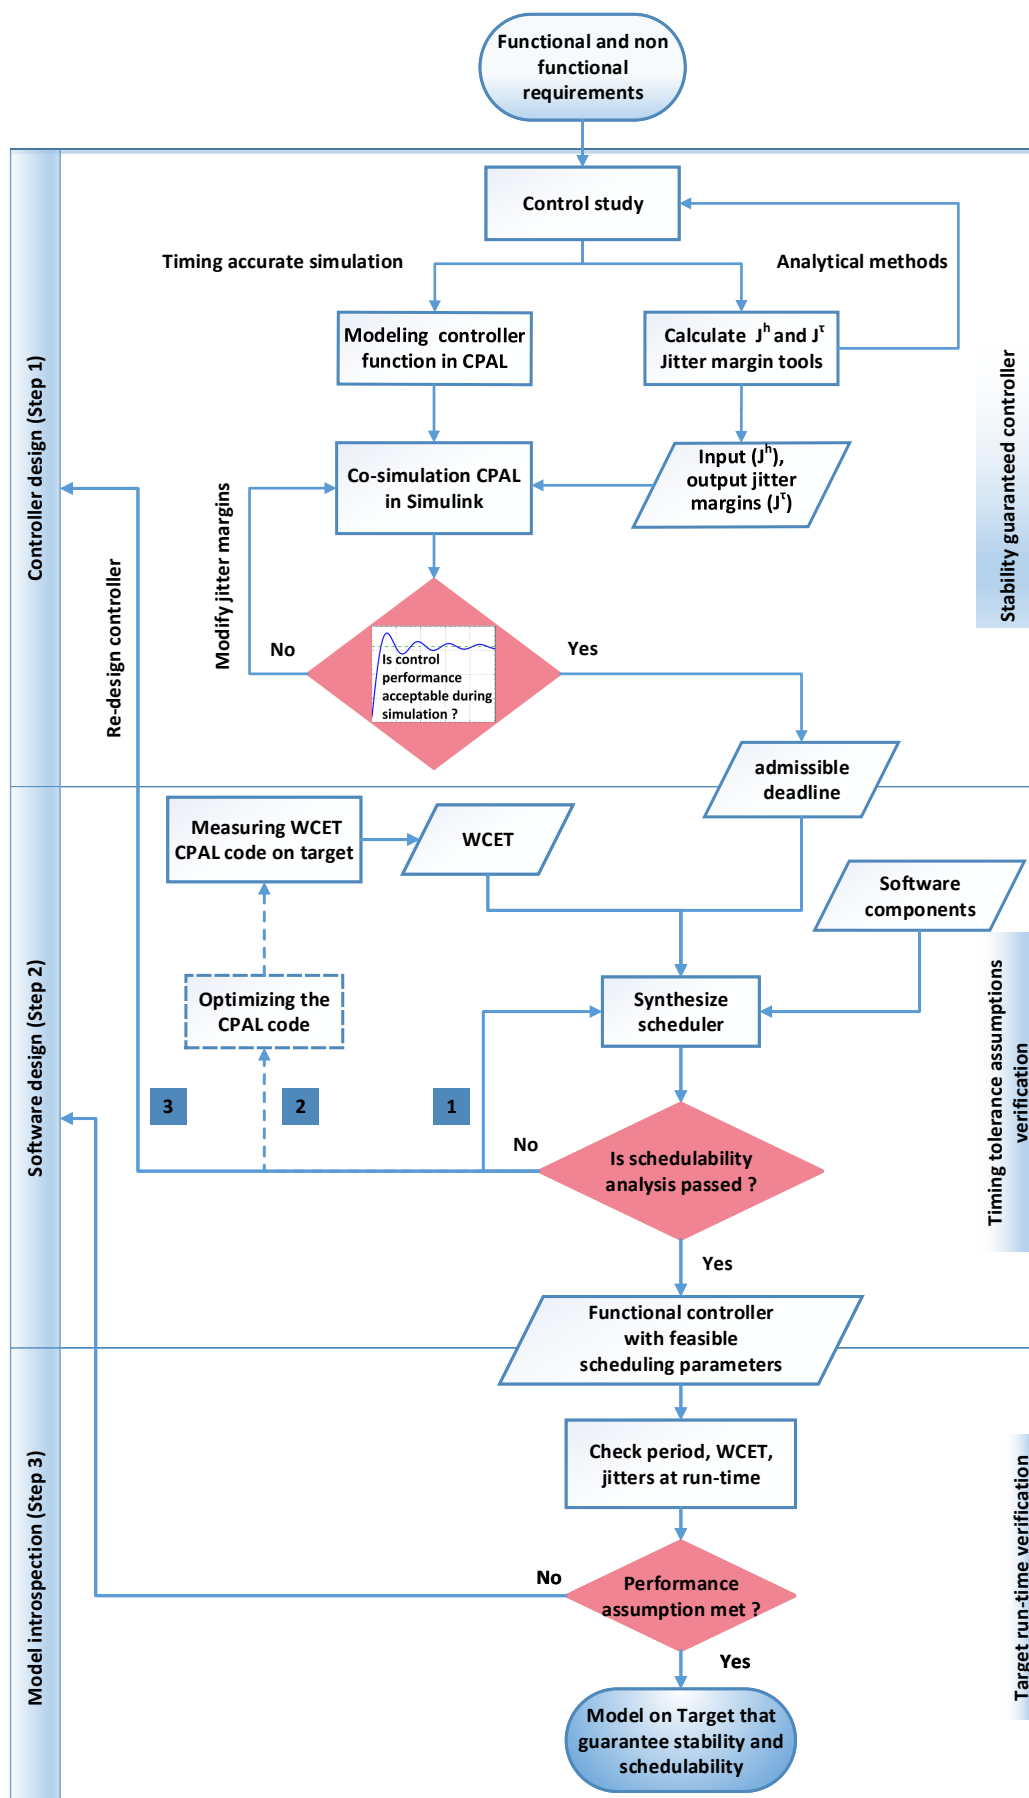 Functional and non
functional
requirements
Controller design (Step 1)
Control study
Timing accurate simulation
Analytical methods
Modeling controller
function in CPAL
Calculate J^h and J^τ
Jitter margin tools
Co-simulation CPAL
in Simulink
Input (J^h),
output jitter
margins (J^τ)
Stability guaranteed controller
Modify jitter margins
Re-design controller
No
Yes
Is control
performance
acceptable during
simulation ?
admissible
deadline
Software design (Step 2)
Measuring WCET
CPAL code on target
WCET
Software
components
Optimizing the
CPAL code
Synthesize
scheduler
Timing tolerance assumptions
verification
3
2
1
No
Is schedulability
analysis passed ?
Yes
Functional controller
with feasible
scheduling parameters
Model introspection (Step 3)
Check period, WCET,
jitters at run-time
Target run-time verification
No
Performance
assumption met ?
Yes
Model on Target that
guarantee stability and
schedulability